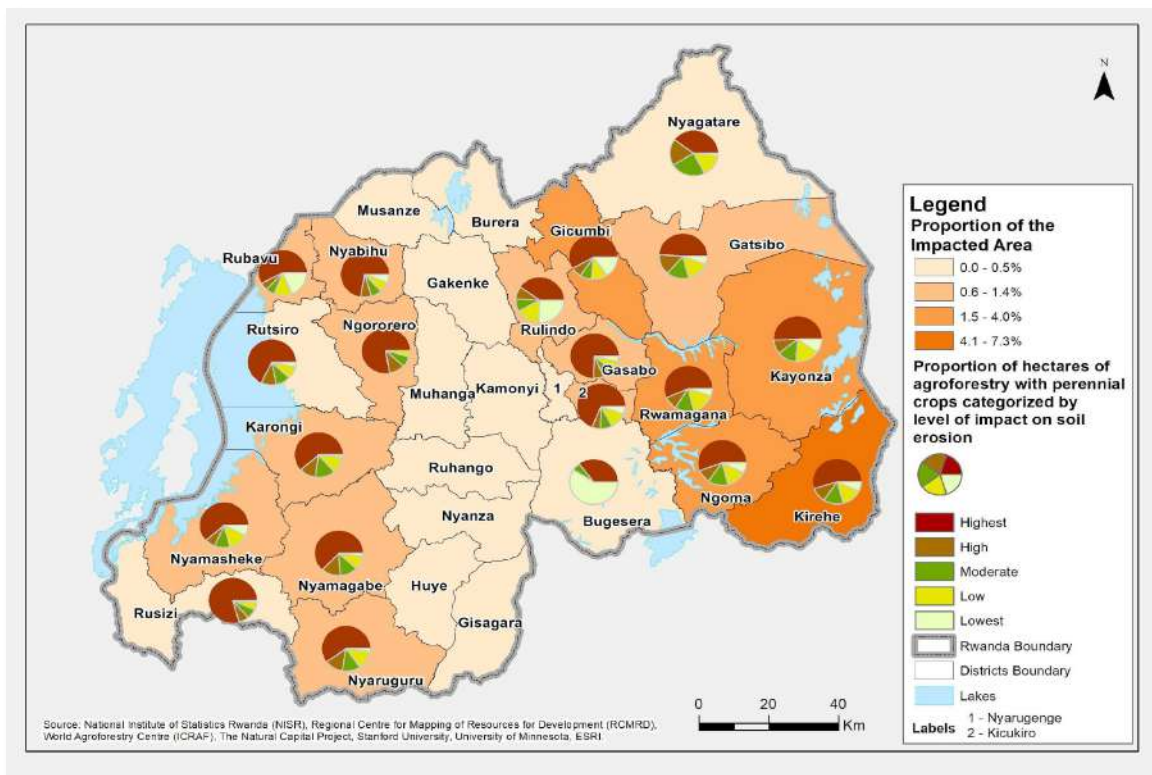 N
Nyagatare
Musanze
Burera
Gicumbi
Gatsibo
Rubavu
Nyabihu
Gakenke
Rulindo
Rutsiro
Ngororero
Gasabo
Kayonza
Muhanga
Kamonyi
1
2
Rwamagana
Karongi
Ruhango
Ngoma
Kirehe
Nyanza
Bugesera
Nyamasheke
Nyamagabe
Huye
Rusizi
Gisagara
Nyaruguru
Legend
Proportion of the
Impacted Area
0.0 - 0.5%
0.6 - 1.4%
1.5 - 4.0%
4.1 - 7.3%
Proportion of hectares of
agroforestry with perennial
crops categorized by
level of impact on soil
erosion
Highest
High
Moderate
Low
Lowest
Rwanda Boundary
Districts Boundary
Lakes
Labels
1 - Nyarugenge
2 - Kicukiro
0 20 40
Km
Source: National Institute of Statistics Rwanda (NISR), Regional Centre for Mapping of Resources for Development (RCMRD),
World Agroforestry Centre (ICRAF), The Natural Capital Project, Stanford University, University of Minnesota, ESRI.